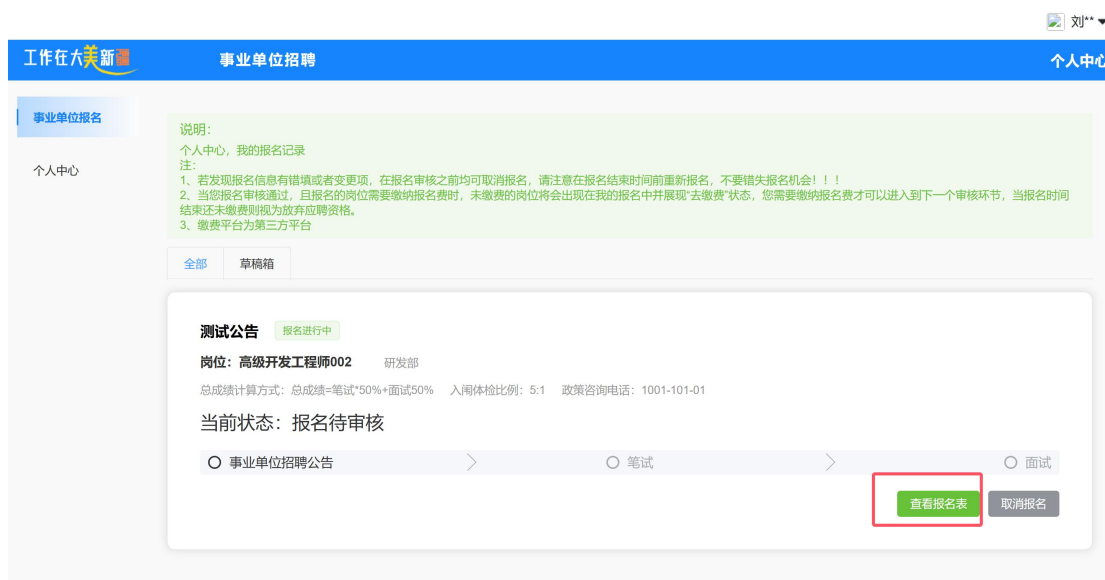 刘**
工作在大美新疆
事业单位招聘
个人中心
事业单位报名
个人中心
说明：
个人中心，我的报名记录
注：
1、若发现报名信息有错填或者变更项，在报名审核之前均可取消报名，请注意在报名结束时间前重新报名，不要错失报名机会！！！
2、当您报名审核通过，且报名的岗位需要缴纳报名费时，未缴费的岗位将会出现在我的报名中并展现"去缴费"状态，您需要缴纳报名费才可以进入到下一个审核环节，当报名时间
结束还未缴费则视为放弃应聘资格。
3、缴费平台为第三方平台
全部 草稿箱
测试公告 报名进行中
岗位：高级开发工程师002 研发部
总成绩计算方式：总成绩=笔试*50%+面试50% 入闱体检比例：5:1 政策咨询电话：1001-101-01
当前状态：报名待审核
事业单位招聘公告 笔试 面试
查看报名表 取消报名